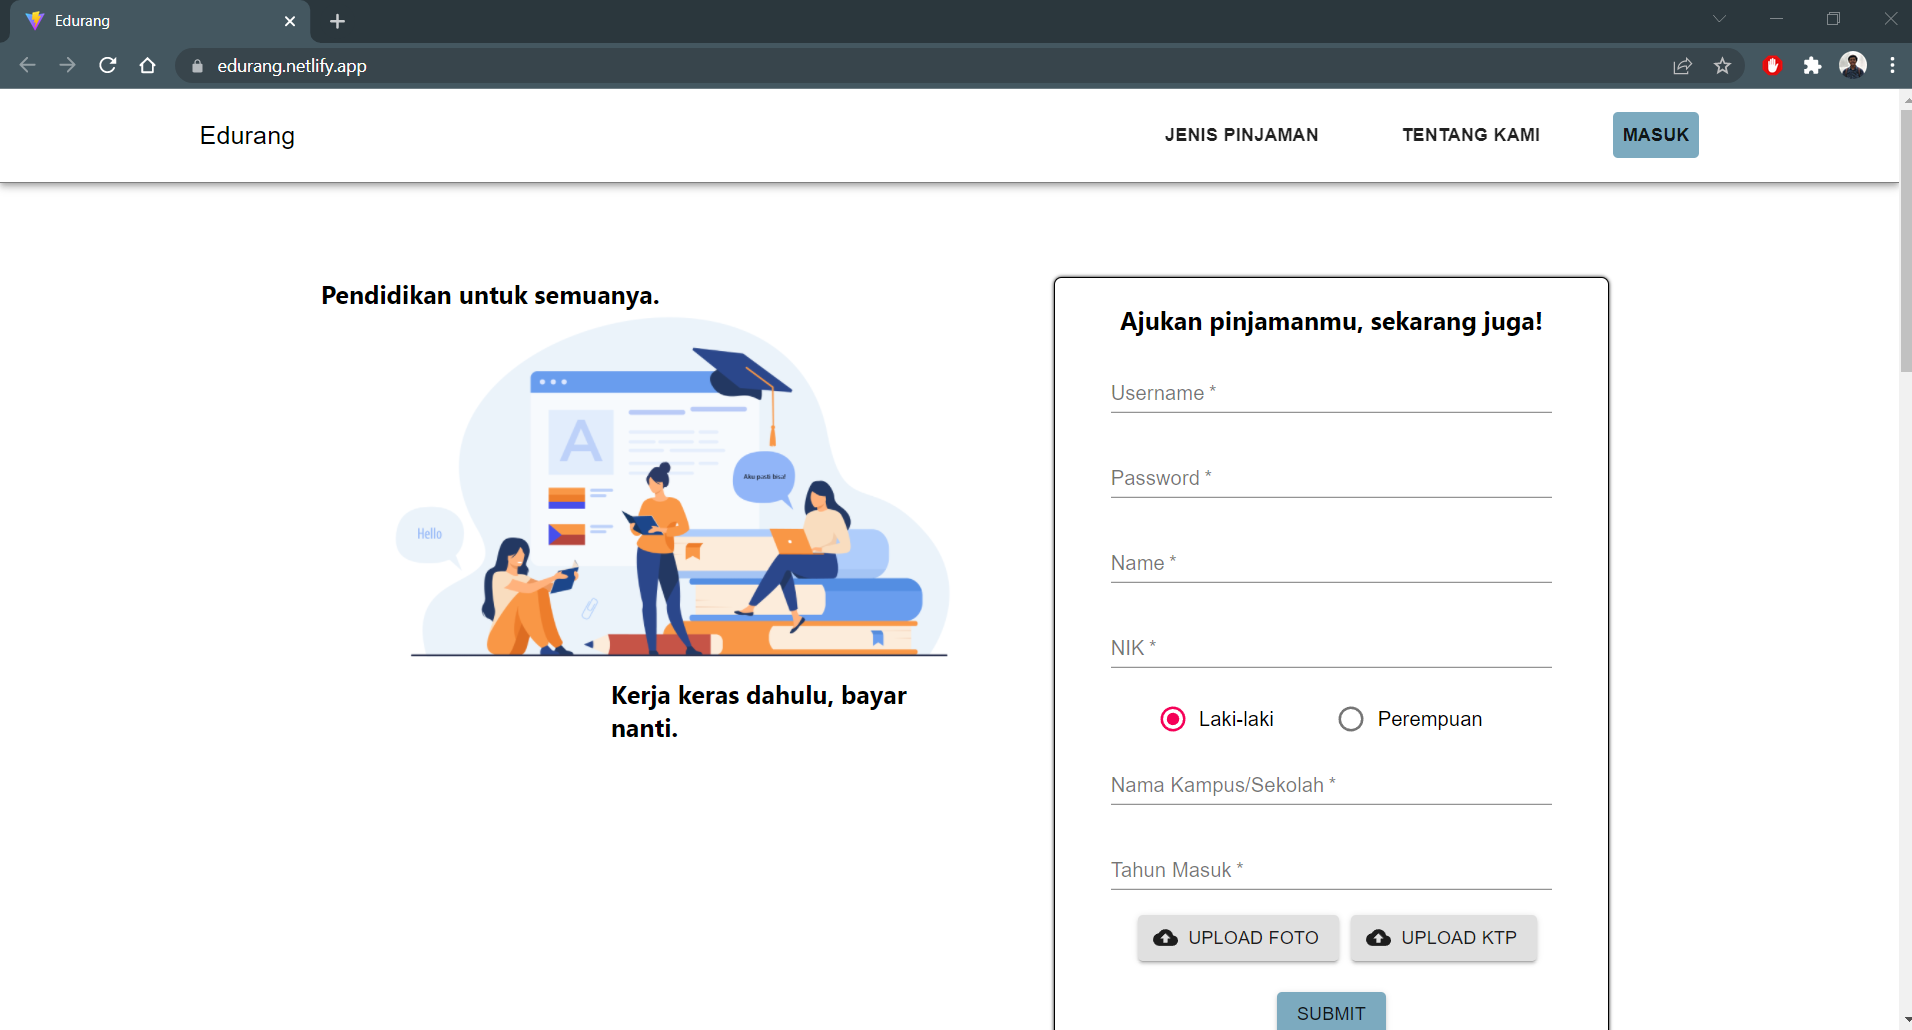 Edurang
edurang.netlify.app
Edurang
JENIS PINJAMAN
TENTANG KAMI
MASUK
Pendidikan untuk semuanya.
A
Aku pasti bisa!
Hello
Kerja keras dahulu, bayar
nanti.
Ajukan pinjamanmu, sekarang juga!
Username *
Password *
Name *
NIK *
Laki-laki
Perempuan
Nama Kampus/Sekolah *
Tahun Masuk *
UPLOAD FOTO
UPLOAD KTP
SUBMIT